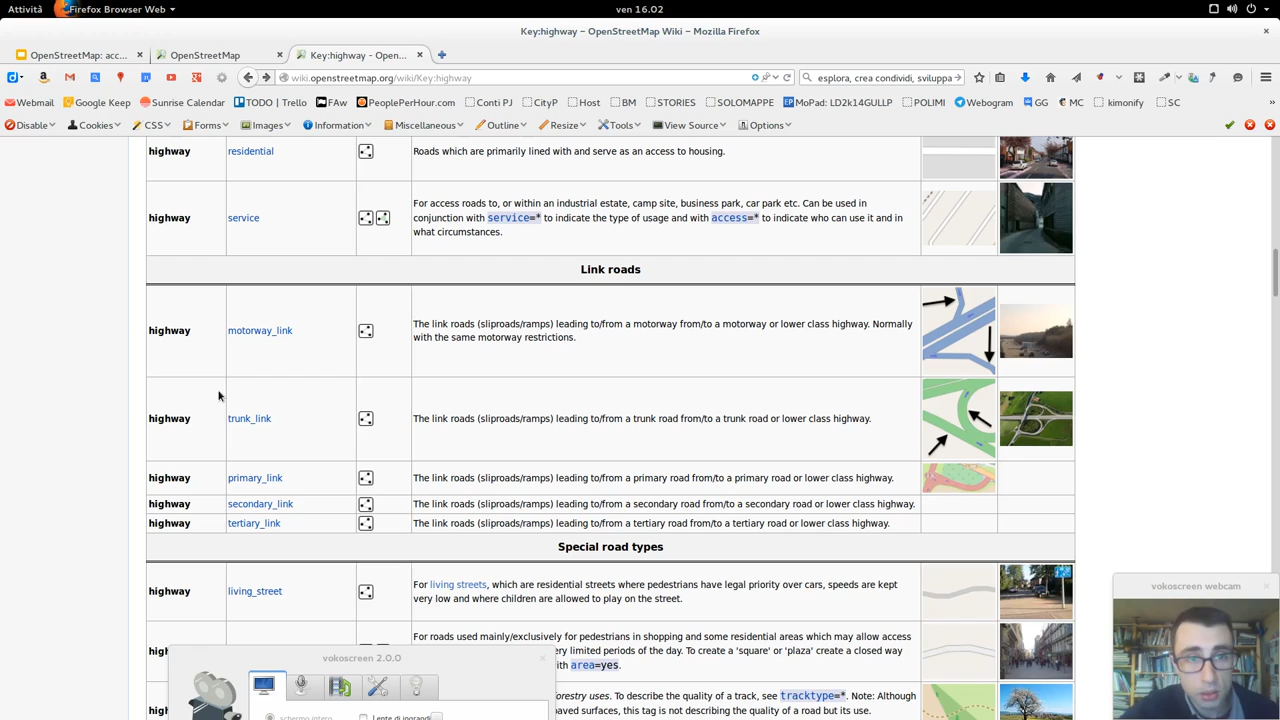 Attività Firefox Browser Web ven 16.02
Key:highway – OpenStreetMap Wiki – Mozilla Firefox
OpenStreetMap: acc... × OpenStreetMap × Key:highway – Open... ×
wiki.openstreetmap.org/wiki/Key:highway esplora, crea condividi, sviluppa
Webmail Google Keep Sunrise Calendar TODO | Trello FAw PeoplePerHour.com Conti PJ CityP Host BM STORIES SOLOMAPPE MoPad: LD2k14GULLP POLIMI Webogram GG MC kimonify SC »
Disable Cookies CSS Forms Images Information Miscellaneous Outline Resize Tools View Source Options
highway residential Roads which are primarily lined with and serve as an access to housing.
For access roads to, or within an industrial estate, camp site, business park, car park etc. Can be used in
highway service conjunction with service=* to indicate the type of usage and with access=* to indicate who can use it and in
what circumstances.
Link roads
The link roads (sliproads/ramps) leading to/from a motorway from/to a motorway or lower class highway. Normally
highway motorway_link
with the same motorway restrictions.
highway trunk_link The link roads (sliproads/ramps) leading to/from a trunk road from/to a trunk road or lower class highway.
highway primary_link The link roads (sliproads/ramps) leading to/from a primary road from/to a primary road or lower class highway.
highway secondary_link The link roads (sliproads/ramps) leading to/from a secondary road from/to a secondary road or lower class highway.
highway tertiary_link The link roads (sliproads/ramps) leading to/from a tertiary road from/to a tertiary road or lower class highway.
Special road types
For living streets, which are residential streets where pedestrians have legal priority over cars, speeds are kept
highway living_street
very low and where children are allowed to play on the street.
vokoscreen webcam
For roads used mainly/exclusively for pedestrians in shopping and some residential areas which may allow access
very limited periods of the day. To create a 'square' or 'plaza' create a closed way
vokoscreen 2.0.0
area=yes.
forestry uses. To describe the quality of a track, see tracktype=*. Note: Although
this tag is not describing the quality of a road but its use.
schermo intero Lente di ingrandi